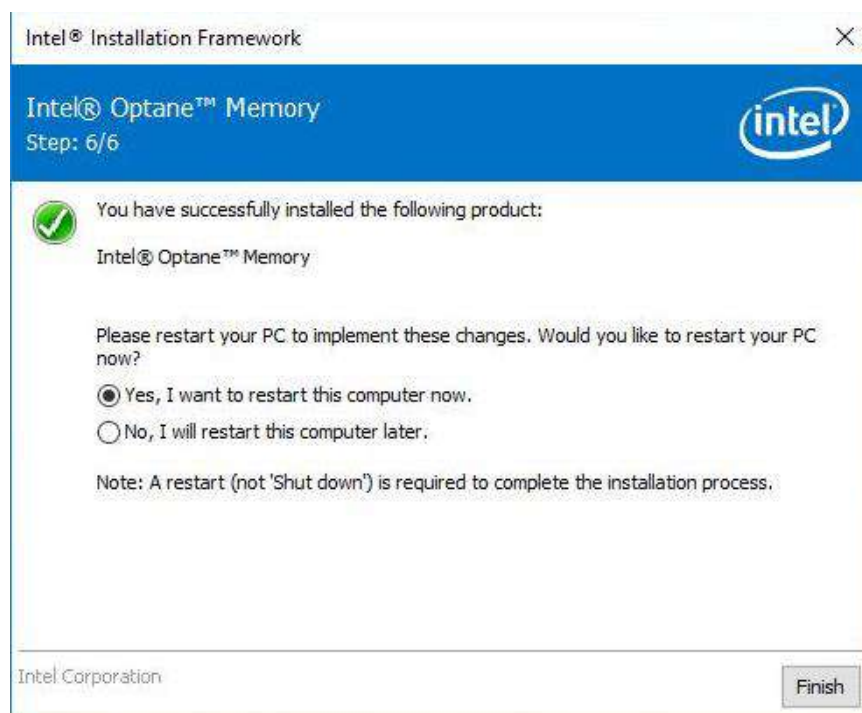 Intel® Installation Framework
Intel® Optane™ Memory
Step: 6/6
intel
You have successfully installed the following product:
Intel® Optane™ Memory
Please restart your PC to implement these changes. Would you like to restart your PC
now?
Yes, I want to restart this computer now.
No, I will restart this computer later.
Note: A restart (not 'Shut down') is required to complete the installation process.
Intel Corporation
Finish